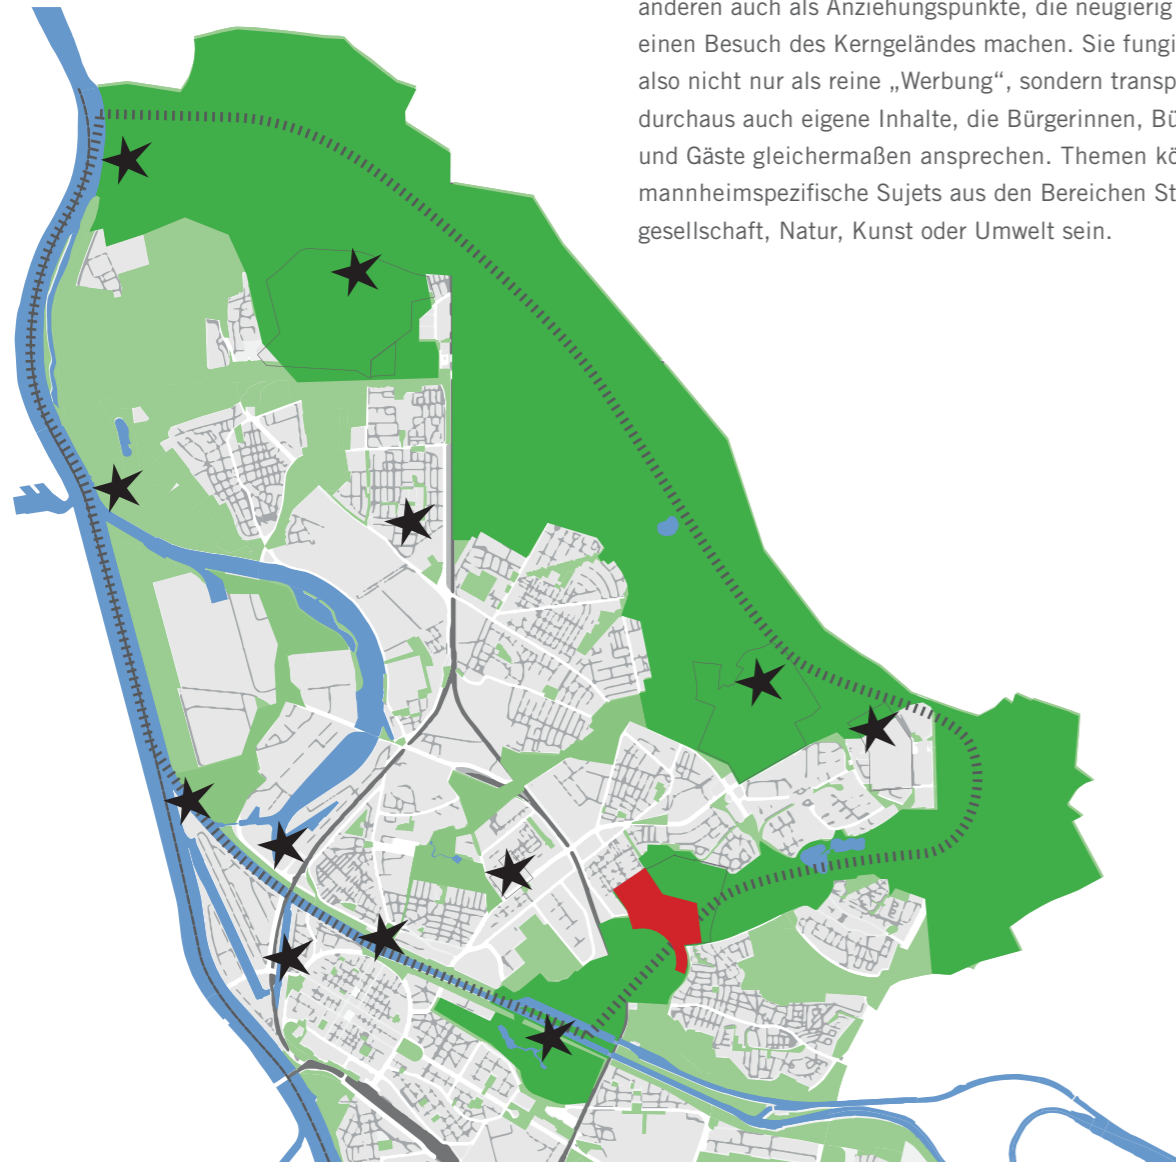 anderen auch als Anziehungspunkte, die neugierig
einen Besuch des Kerngeländes machen. Sie fungi
also nicht nur als reine „Werbung“, sondern transp
durchaus auch eigene Inhalte, die Bürgerinnen, Bü
und Gäste gleichermaßen ansprechen. Themen kö
mannheimspezifische Sujets aus den Bereichen St
gesellschaft, Natur, Kunst oder Umwelt sein.